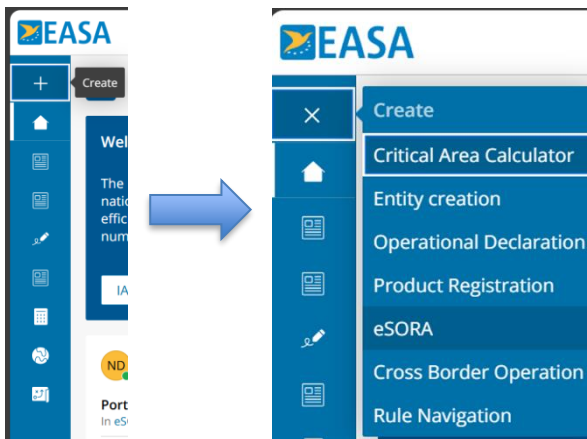 EASA
Create
Wel
The
natio
effic
num
IA
ND
Port
In eS
EASA
Create
Critical Area Calculator
Entity creation
Operational Declaration
Product Registration
eSORA
Cross Border Operation
Rule Navigation